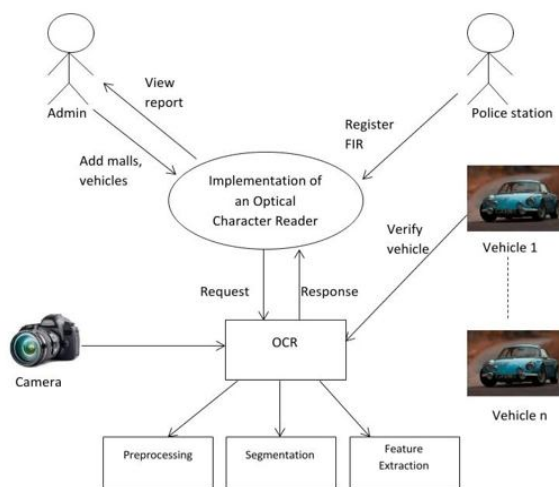 View
report
Admin
Police station
Register
FIR
Add malls,
vehicles
Implementation of
an Optical
Character Reader
Verify
vehicle
Vehicle 1
Request
Response
OCR
Camera
Vehicle n
Preprocessing
Segmentation
Feature
Extraction